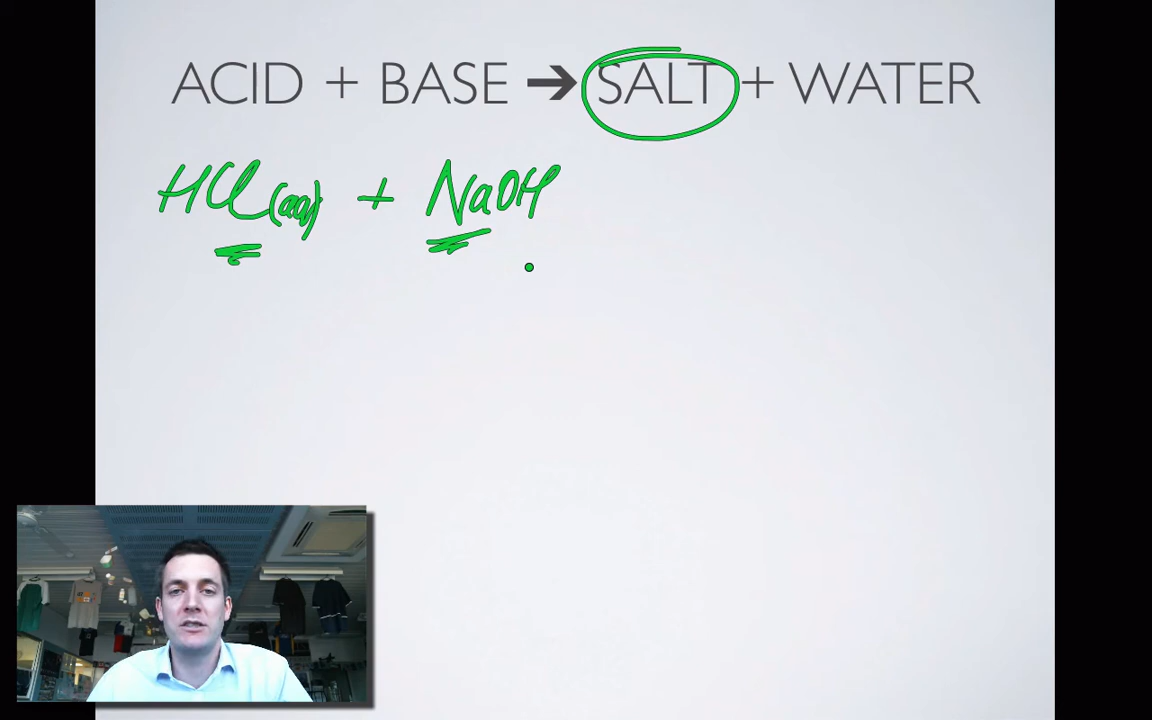 ACID + BASE ➔ SALT + WATER
HCl(aq) + NaOH